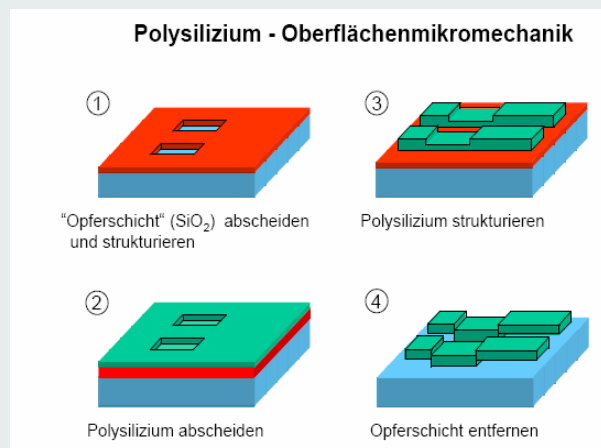 Polysilizium - Oberflächenmikromechanik
1
"Opferschicht" (SiO₂) abscheiden
und strukturieren
2
Polysilizium abscheiden
3
Polysilizium strukturieren
4
Opferschicht entfernen